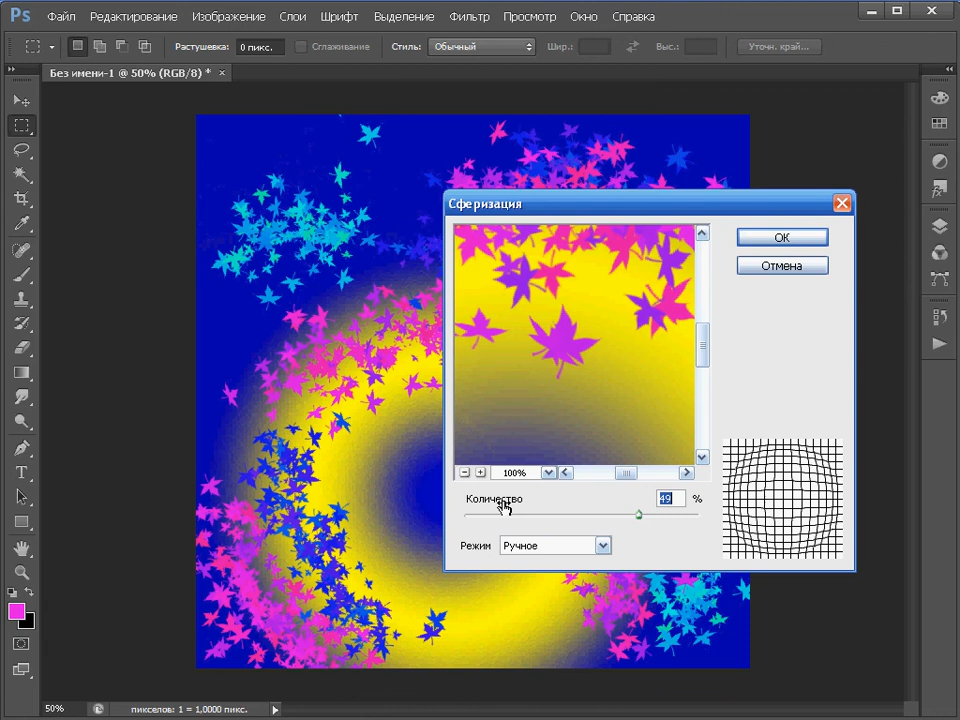 Ps Файл Редактирование Изображение Слои Шрифт Выделение Фильтр Просмотр Окно Справка
Растушевка: 0 пикс. Сглаживание Стиль: Обычный Шир.: Выс.: Уточн. край...
Без имени-1 @ 50% (RGB/8) * ×
Сферизация
ОК
Отмена
100%
Количество 49 %
Режим Ручное
50% пикселов: 1 = 1,0000 пикс.